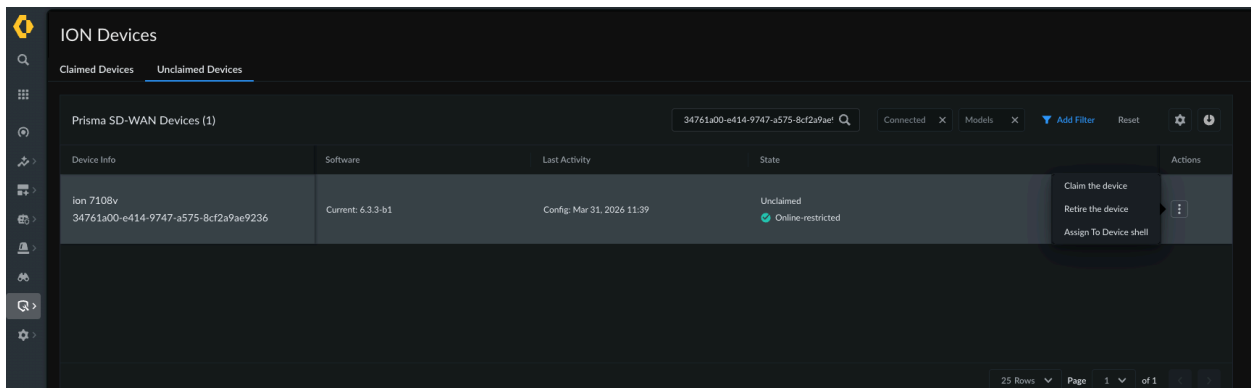 ION Devices
Claimed Devices Unclaimed Devices
Prisma SD-WAN Devices (1) 34761a00-e414-9747-a575-8cf2a9ae Connected Models Add Filter Reset
Device Info Software Last Activity State Actions
ion 7108v
34761a00-e414-9747-a575-8cf2a9ae9236
Current: 6.3.3-b1
Config: Mar 31, 2026 11:39
Unclaimed
Online-restricted
Claim the device
Retire the device
Assign To Device shell
25 Rows Page 1 of 1